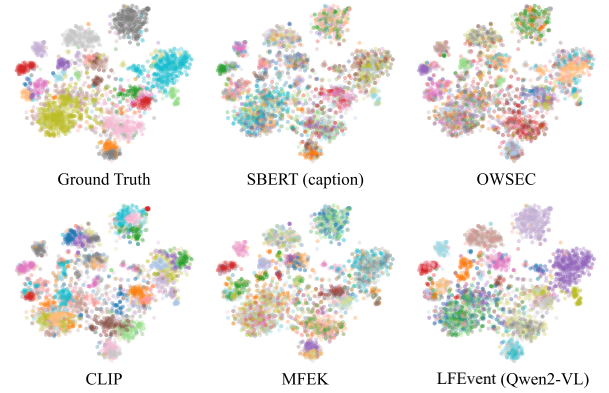 Ground Truth
SBERT (caption)
OWSEC
CLIP
MFEK
LFEvent (Qwen2-VL)